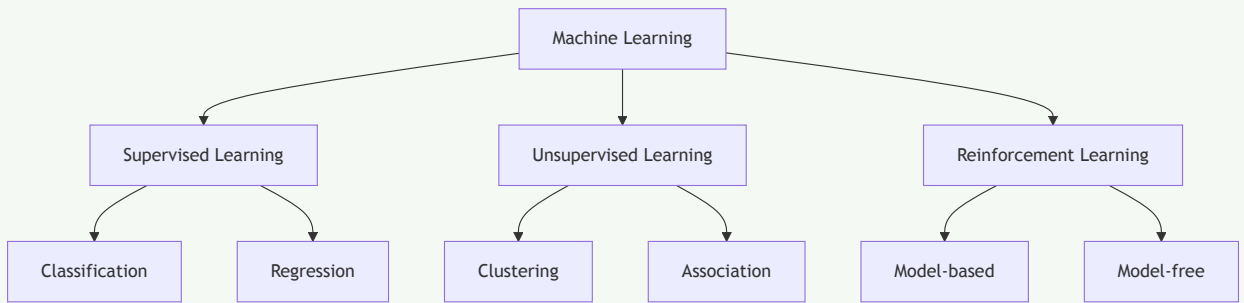 Machine Learning
Supervised Learning
Unsupervised Learning
Reinforcement Learning
Classification
Regression
Clustering
Association
Model-based
Model-free